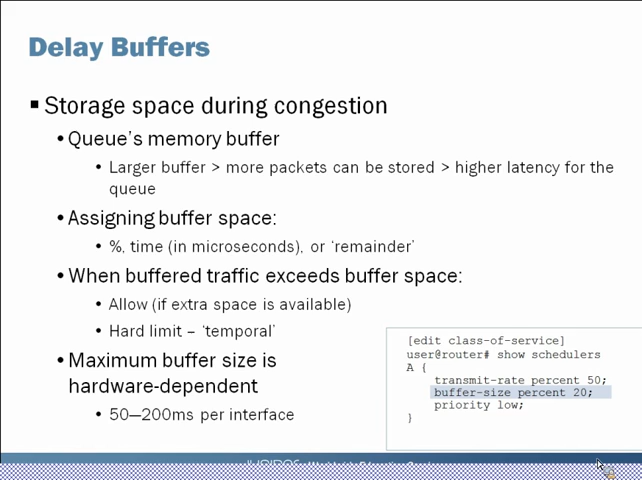 Delay Buffers
▪ Storage space during congestion
• Queue's memory buffer
• Larger buffer > more packets can be stored > higher latency for the
queue
• Assigning buffer space:
• %, time (in microseconds), or 'remainder'
• When buffered traffic exceeds buffer space:
• Allow (if extra space is available)
• Hard limit – 'temporal'
• Maximum buffer size is
hardware-dependent
• 50—200ms per interface
[edit class-of-service]
user@router# show schedulers
A {
transmit-rate percent 50;
buffer-size percent 20;
priority low;
}